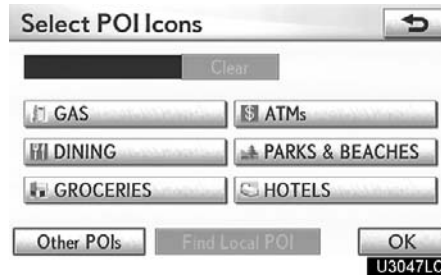 Select POI Icons
Clear
GAS
ATMs
DINING
PARKS & BEACHES
GROCERIES
HOTELS
Other POIs
Find Local POI
OK
U3047LC